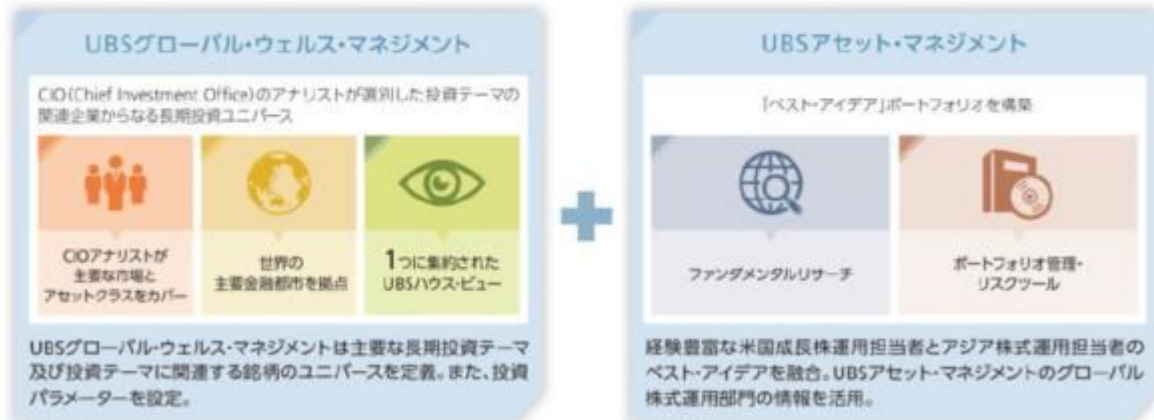 UBSグローバル・ウェルス・マネジメント
CIO(Chief Investment Office)のアナリストが選別した投資テーマの
関連企業からなる長期投資ユニバース
CIOアナリストが
主要な市場と
アセットクラスをカバー
世界の
主要金融都市を拠点
1つに集約された
UBSハウス・ビュー
UBSグローバル・ウェルス・マネジメントは主要な長期投資テーマ
及び投資テーマに関連する銘柄のユニバースを定義。また、投資
パラメーターを設定。
UBSアセット・マネジメント
「ベスト・アイデア」ポートフォリオを構築
ファンダメンタルリサーチ
ポートフォリオ管理・
リスクツール
経験豊富な米国成長株運用担当者とアジア株式運用担当者の
ベスト・アイデアを融合。UBSアセット・マネジメントのグローバル
株式運用部門の情報を活用。